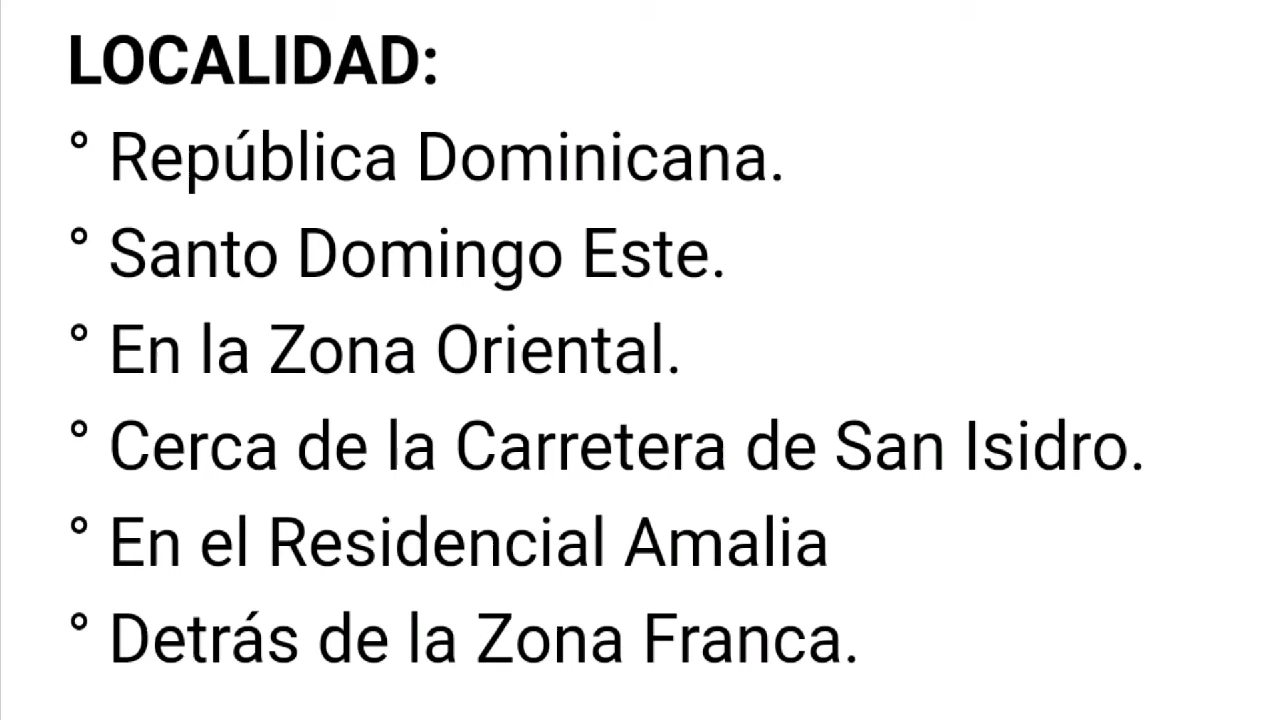 LOCALIDAD:
° República Dominicana.
° Santo Domingo Este.
° En la Zona Oriental.
° Cerca de la Carretera de San Isidro.
° En el Residencial Amalia
° Detrás de la Zona Franca.